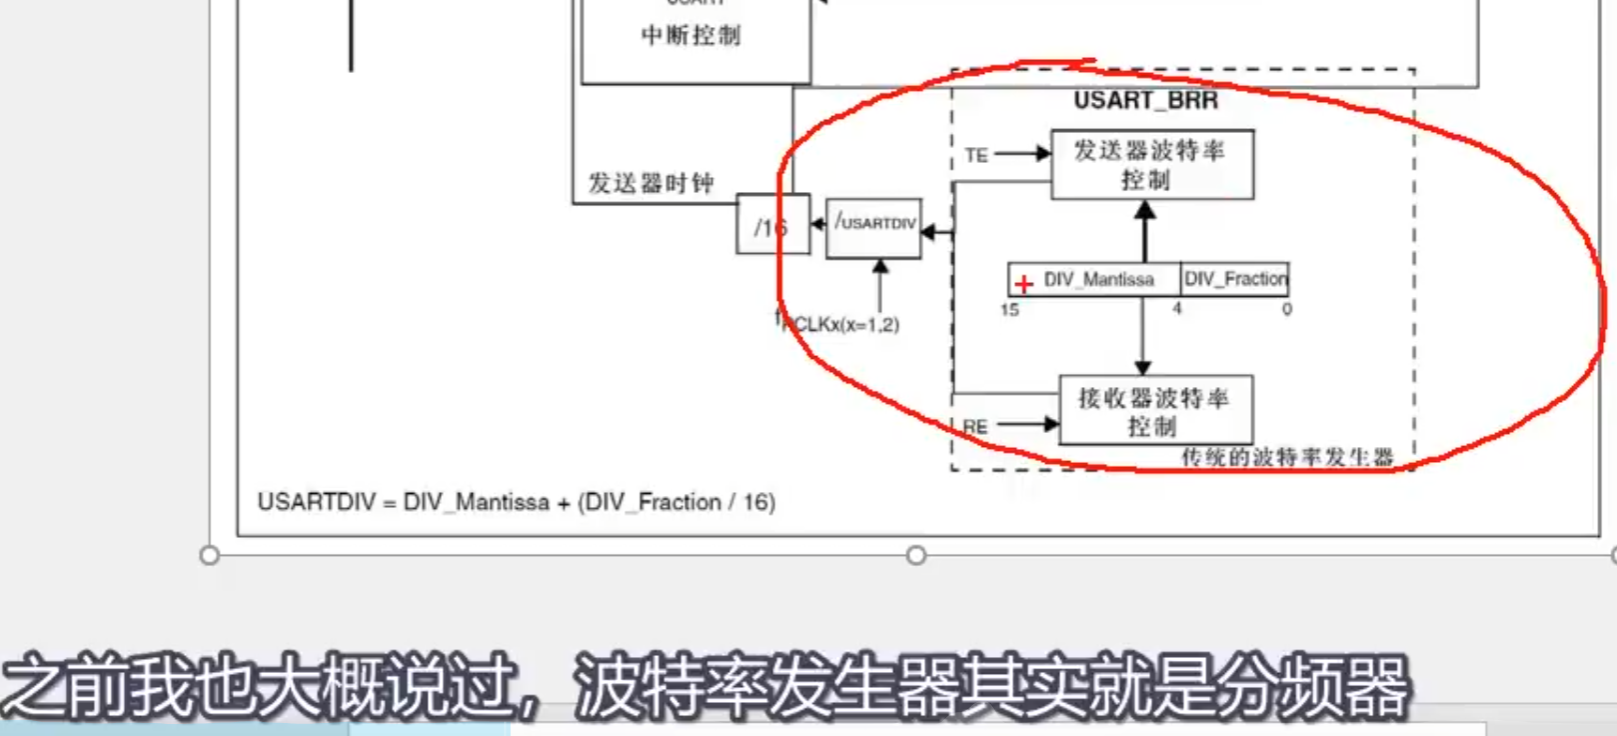 USART
中断控制
USART_BRR
TE
发送器波特率
控制
发送器时钟
/16
/USARTDIV
DIV_Mantissa
DIV_Fraction
15
4
0
fPCLKx(x=1,2)
接收器波特率
控制
RE
传统的波特率发生器
USARTDIV = DIV_Mantissa + (DIV_Fraction / 16)
之前我也大概说过，波特率发生器其实就是分频器